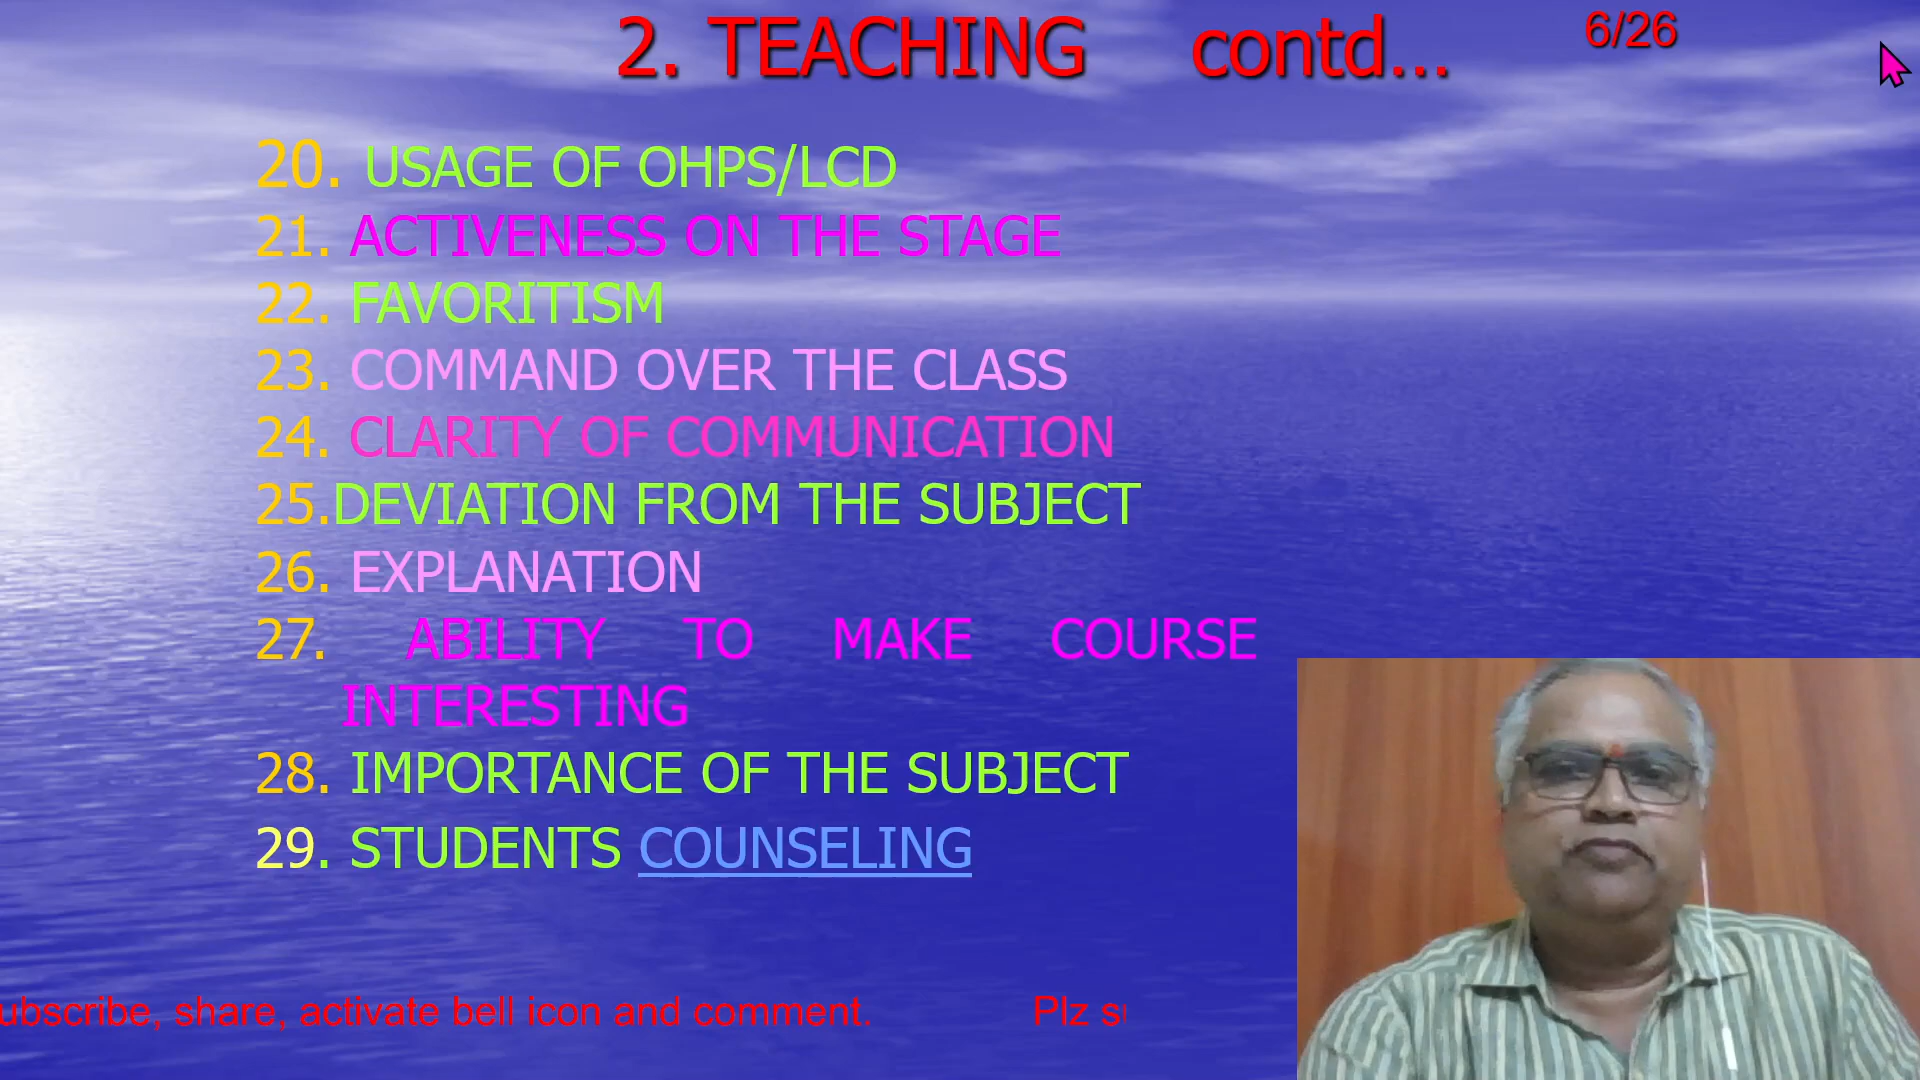 2. TEACHING contd...
6/26
20. USAGE OF OHPS/LCD
21. ACTIVENESS ON THE STAGE
22. FAVORITISM
23. COMMAND OVER THE CLASS
24. CLARITY OF COMMUNICATION
25.DEVIATION FROM THE SUBJECT
26. EXPLANATION
27. ABILITY TO MAKE COURSE
INTERESTING
28. IMPORTANCE OF THE SUBJECT
29. STUDENTS COUNSELING
ubscribe, share, activate bell icon and comment. Plz